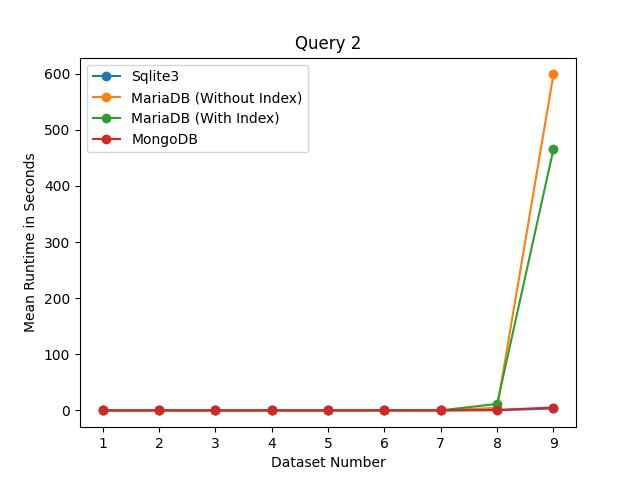 Query 2
Sqlite3
MariaDB (Without Index)
MariaDB (With Index)
MongoDB
Mean Runtime in Seconds
600
500
400
300
200
100
0
1 2 3 4 5 6 7 8 9
Dataset Number